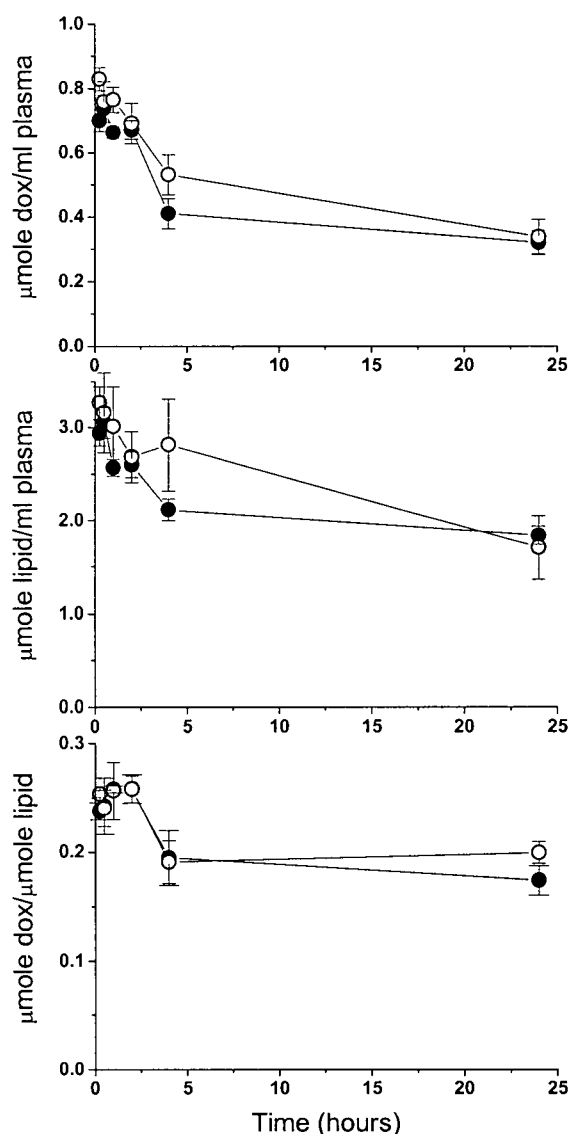 1.0
0.8
0.6
0.4
0.2
0.0
μmole dox/ml plasma
0 5 10 15 20 25
3.0
2.0
1.0
0.0
μmole lipid/ml plasma
0 5 10 15 20 25
0.3
0.2
0.1
0.0
μmole dox/μmole lipid
0 5 10 15 20 25
Time (hours)